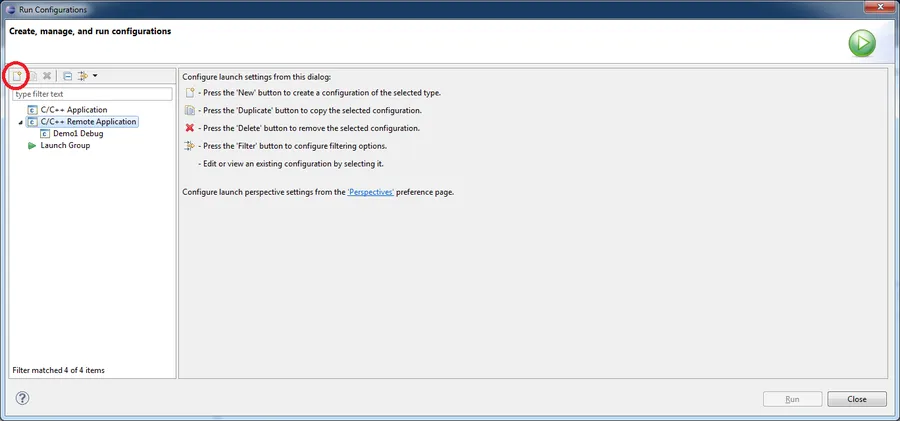 Run Configurations
Create, manage, and run configurations
type filter text
C/C++ Application
C/C++ Remote Application
Demo1 Debug
Launch Group
Filter matched 4 of 4 items
Configure launch settings from this dialog:
- Press the 'New' button to create a configuration of the selected type.
- Press the 'Duplicate' button to copy the selected configuration.
- Press the 'Delete' button to remove the selected configuration.
- Press the 'Filter' button to configure filtering options.
- Edit or view an existing configuration by selecting it.
Configure launch perspective settings from the 'Perspectives' preference page.
Run
Close